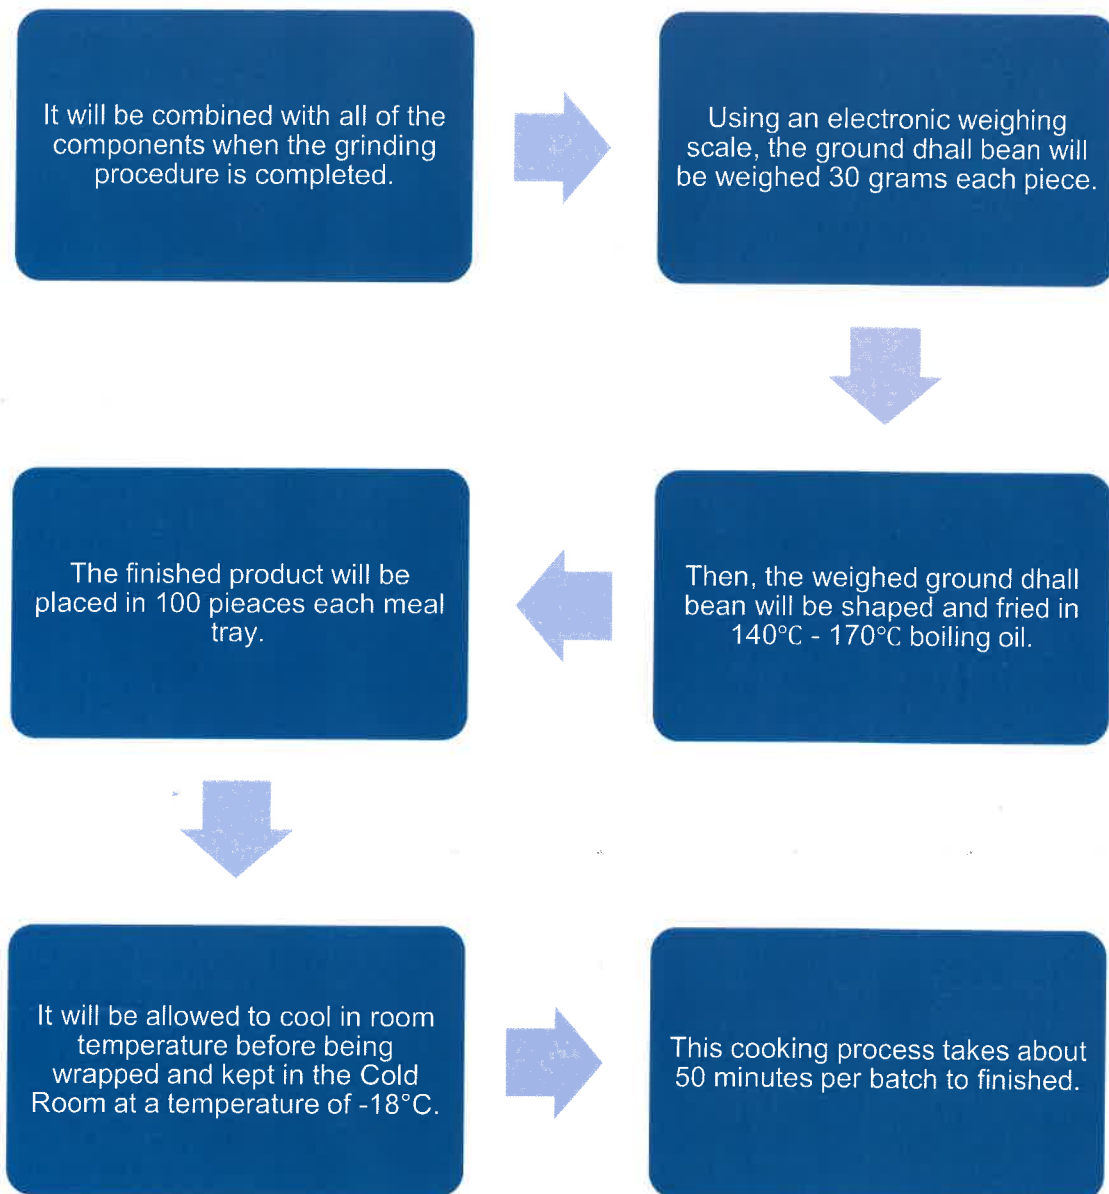 It will be combined with all of the
components when the grinding
procedure is completed.
Using an electronic weighing
scale, the ground dhall bean will
be weighed 30 grams each piece.
Then, the weighed ground dhall
bean will be shaped and fried in
140°C - 170°C boiling oil.
The finished product will be
placed in 100 pieaces each meal
tray.
It will be allowed to cool in room
temperature before being
wrapped and kept in the Cold
Room at a temperature of -18°C.
This cooking process takes about
50 minutes per batch to finished.